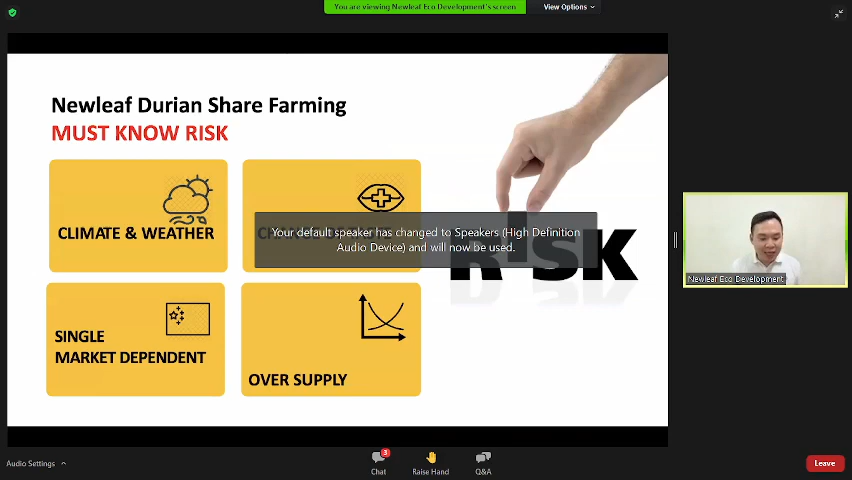 You are viewing Newleaf Eco Development's screen
View Options
Newleaf Durian Share Farming
MUST KNOW RISK
CLIMATE & WEATHER
Your default speaker has changed to Speakers (High Definition
Audio Device) and will now be used.
RISK
SINGLE
MARKET DEPENDENT
OVER SUPPLY
Newleaf Eco Development
Audio Settings
3
Chat
Raise Hand
Q&A
Leave